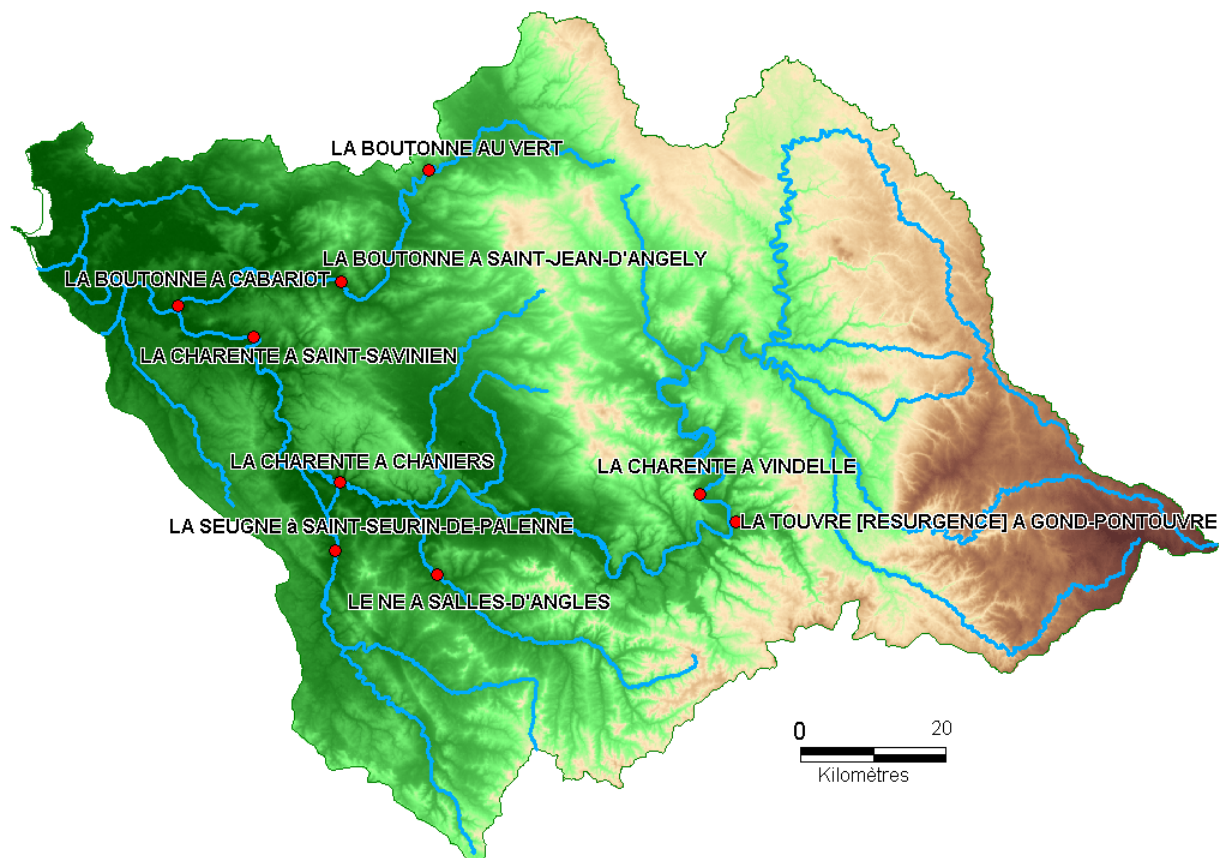 LA BOUTONNE AU VERT
LA BOUTONNE A SAINT-JEAN-D'ANGELY
LA BOUTONNE A CABARIOT
LA CHARENTE A SAINT-SAVINIEN
LA CHARENTE A CHANIERS
LA CHARENTE A VINDELLE
LA SEUGNE à SAINT-SEURIN-DE-PALENNE
LA TOUVRE [RESURGENCE] A GOND-PONTOUVRE
LE NE A SALLES-D'ANGLES
0 20
Kilomètres